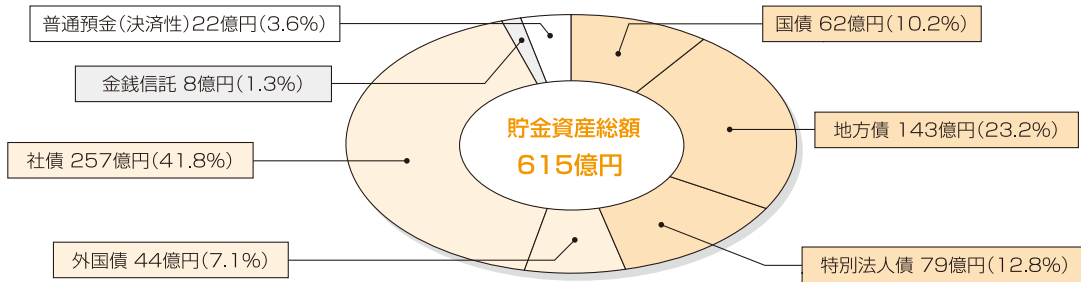 普通預金(決済性)22億円(3.6%)
国債 62億円(10.2%)
金銭信託 8億円(1.3%)
貯金資産総額
615億円
地方債 143億円(23.2%)
社債 257億円(41.8%)
外国債 44億円(7.1%)
特別法人債 79億円(12.8%)